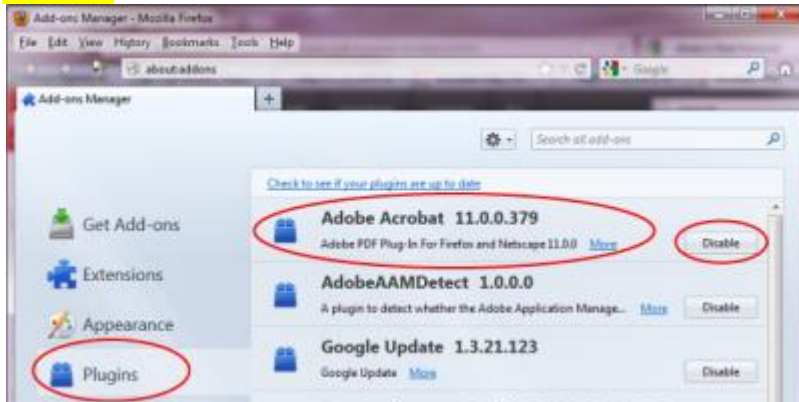 Add-ons Manager - Mozilla Firefox
File Edit View History Bookmarks Tools Help
about:addons
Google
Add-ons Manager
Search all add-ons
Check to see if your plugins are up to date
Get Add-ons
Adobe Acrobat 11.0.0.379
Adobe PDF Plug-In For Firefox and Netscape 11.0.0 More
Disable
Extensions
AdobeAAMDetect 1.0.0.0
A plugin to detect whether the Adobe Application Manage... More
Disable
Appearance
Google Update 1.3.21.123
Google Update More
Disable
Plugins